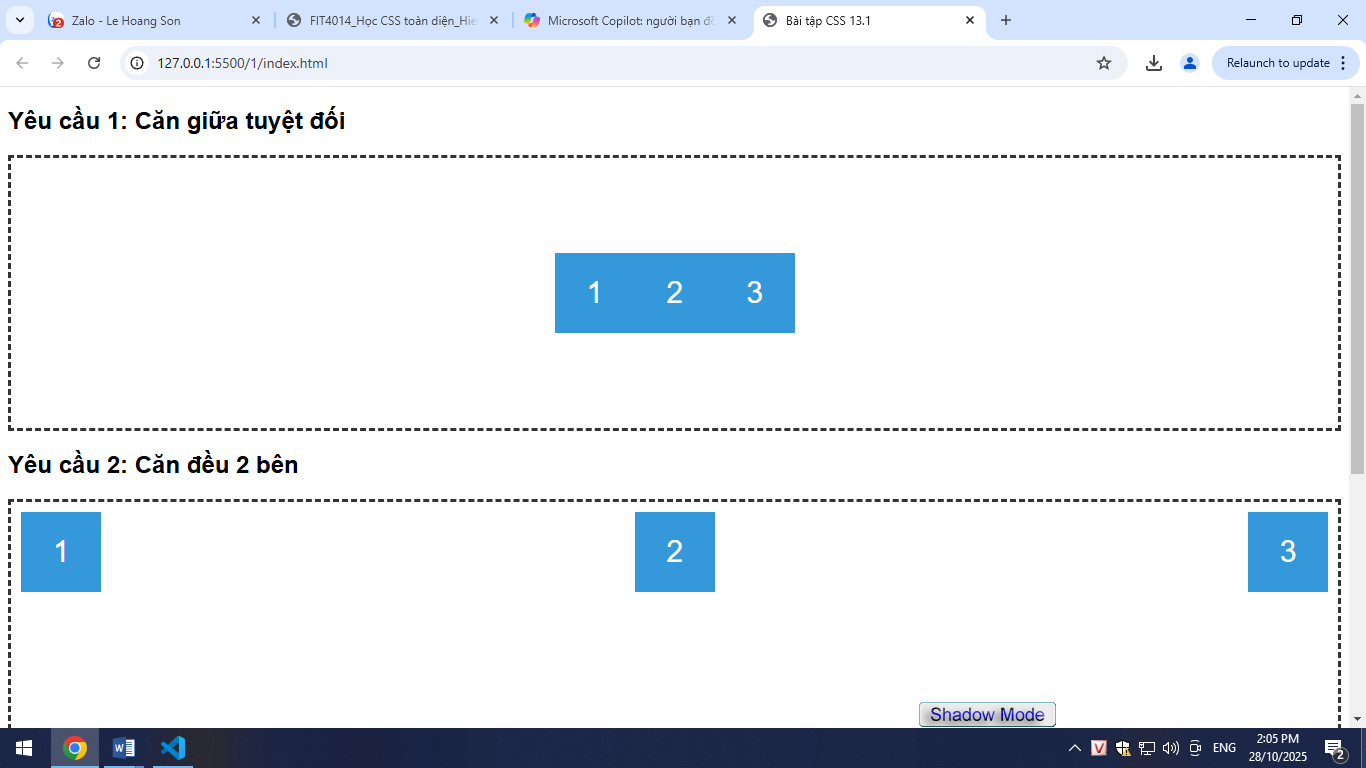 Zalo - Le Hoang Son
FIT4014_Học CSS toàn diện_Hie
Microsoft Copilot: người bạn đồ
Bài tập CSS 13.1
127.0.0.1:5500/1/index.html
Relaunch to update
Yêu cầu 1: Căn giữa tuyệt đối
1 2 3
Yêu cầu 2: Căn đều 2 bên
1 2 3
Shadow Mode
ENG
2:05 PM
28/10/2025
2